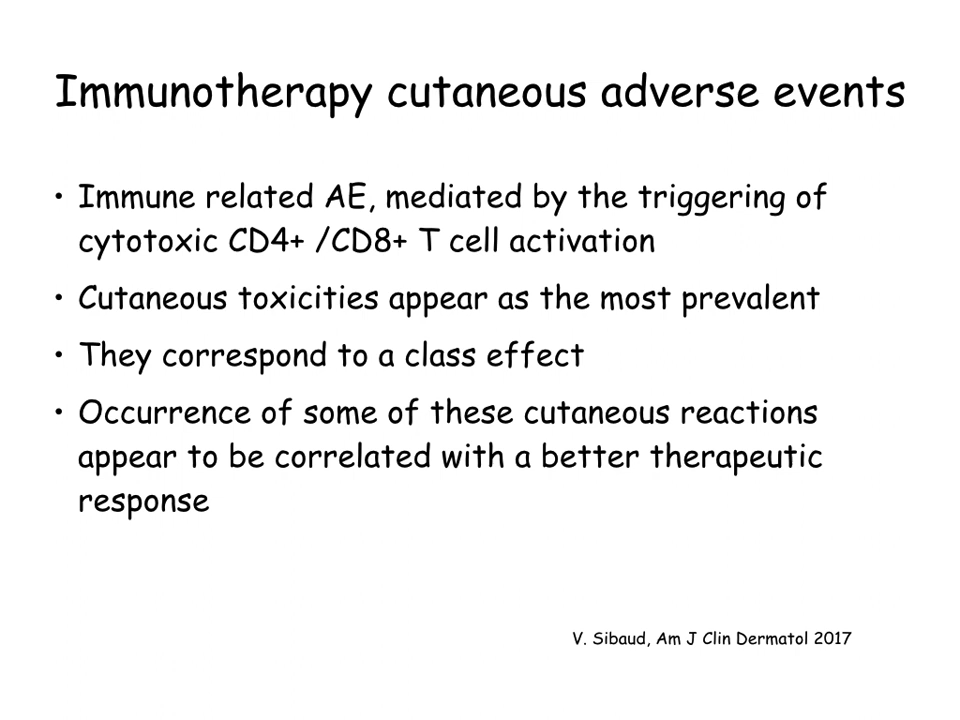 Immunotherapy cutaneous adverse events
• Immune related AE, mediated by the triggering of
cytotoxic CD4+ /CD8+ T cell activation
• Cutaneous toxicities appear as the most prevalent
• They correspond to a class effect
• Occurrence of some of these cutaneous reactions
appear to be correlated with a better therapeutic
response
V. Sibaud, Am J Clin Dermatol 2017